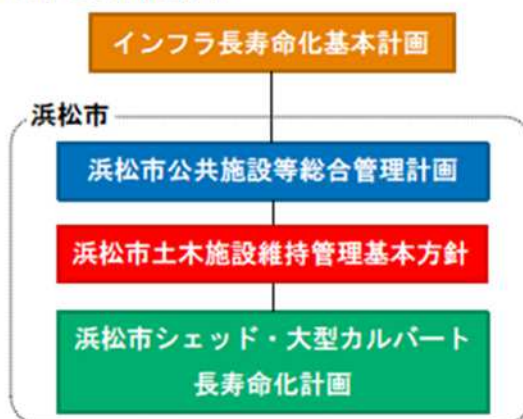 インフラ長寿命化基本計画
浜松市
浜松市公共施設等総合管理計画
浜松市土木施設維持管理基本方針
浜松市シェッド・大型カルバート
長寿命化計画